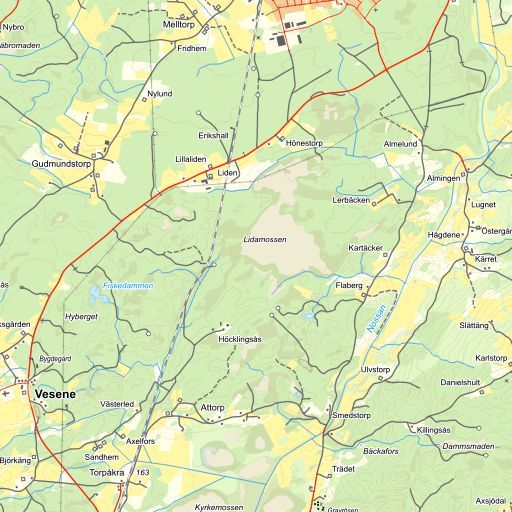 Nybro
Melltorp
Fridhem
Nylund
Erikshall
Hönestorp
Almelund
Gudmundstorp
Lillaliden
Liden
Almingen
Lerbäcken
Lugnet
Lidamossen
Hägdene
Östergår
Kartäcker
Kärret
Fiskedammen
Flaberg
Hyberget
Nossan
ksgården
Slättäng
Höcklingsås
Bygdegård
Karlstorp
Ulvstorp
Danielshult
Vesene
Västerled
Attorp
Smedstorp
Killingsås
Axelfors
Bäckafors
Dammsmaden
Sandhem
Björkäng
Torpåkra
163
Trädet
Kyrkemossen
Axsjödal